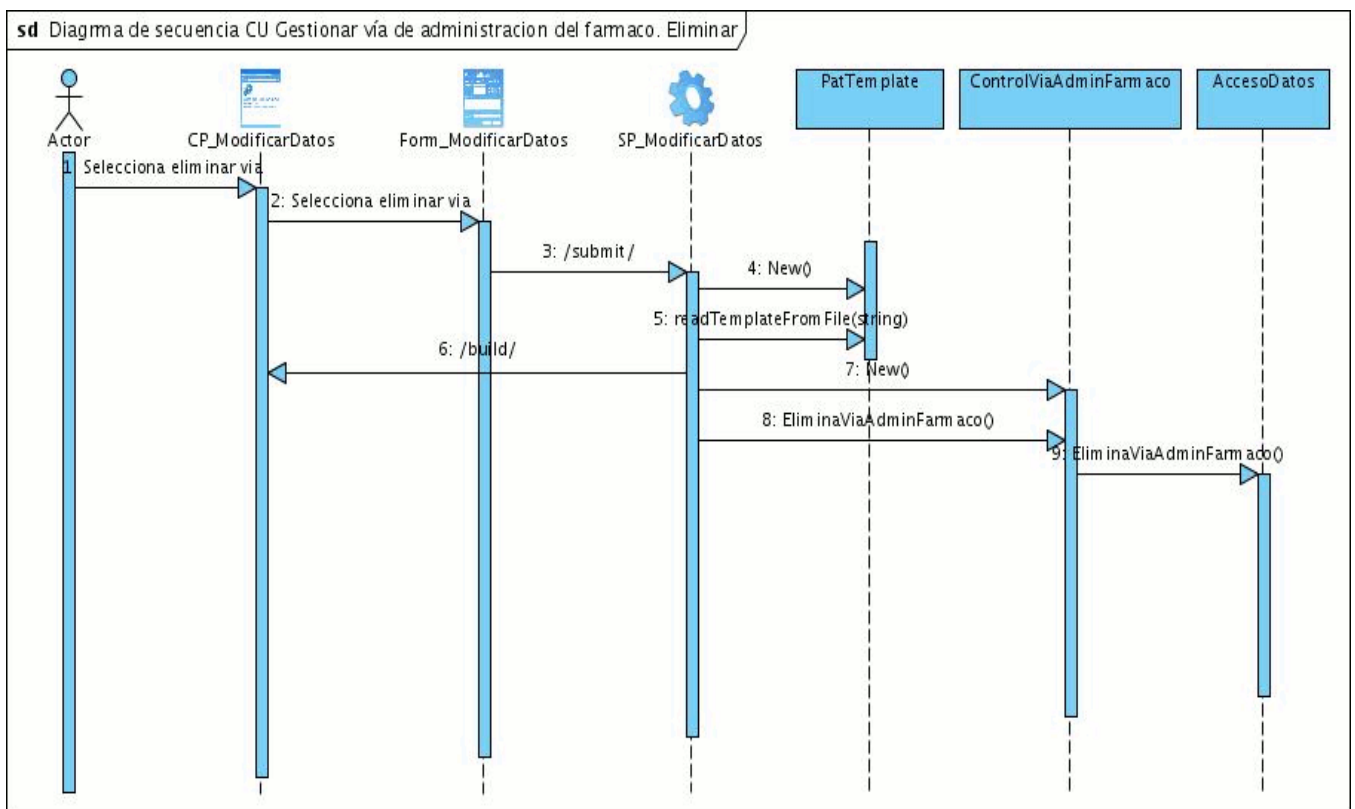 sd Diagrma de secuencia CU Gestionar vía de administracion del farmaco. Eliminar
Actor
CP_ModificarDatos
Form_ModificarDatos
SP_ModificarDatos
PatTemplate
ControlViaAdminFarmaco
AccesoDatos
1: Selecciona eliminar via
2: Selecciona eliminar via
3: /submit/
4: New()
5: readTemplateFromFile(string)
6: /build/
7: New()
8: EliminaViaAdminFarmaco()
9: EliminaViaAdminFarmaco()